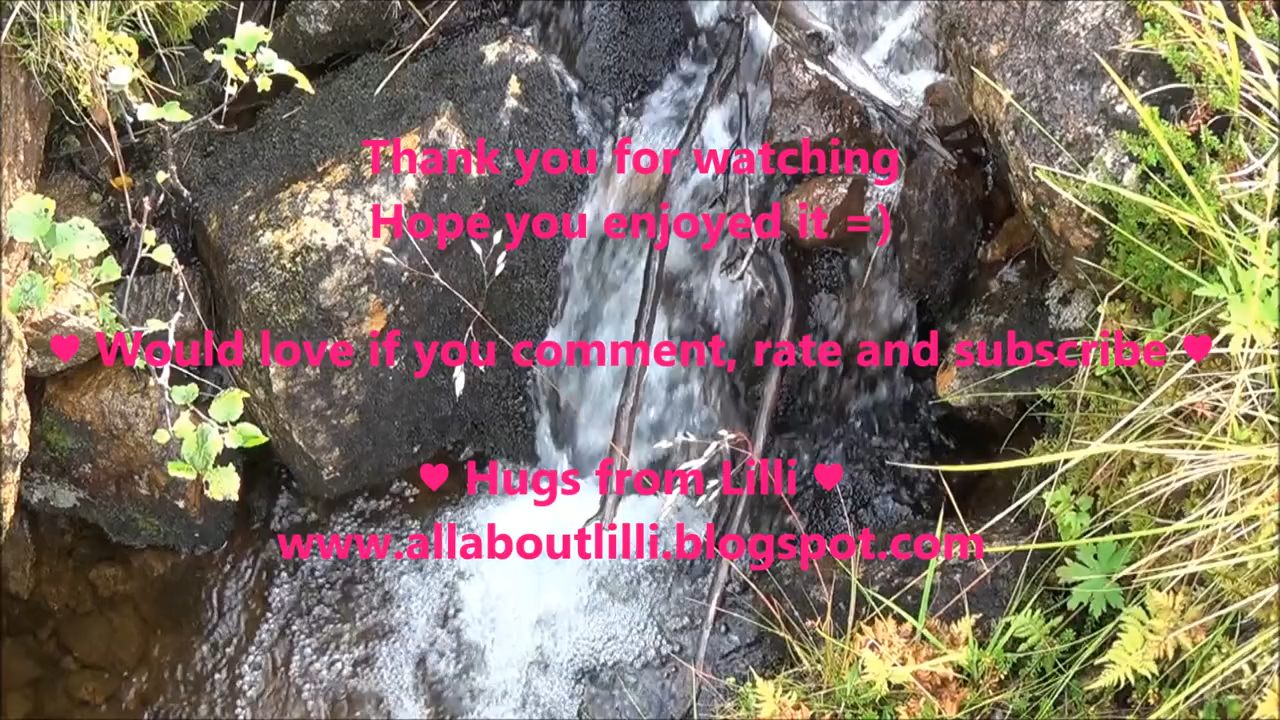 Thank you for watching
Hope you enjoyed it =)
♥ Would love if you comment, rate and subscribe ♥
♥ Hugs from Lilli ♥
www.allaboutlilli.blogspot.com